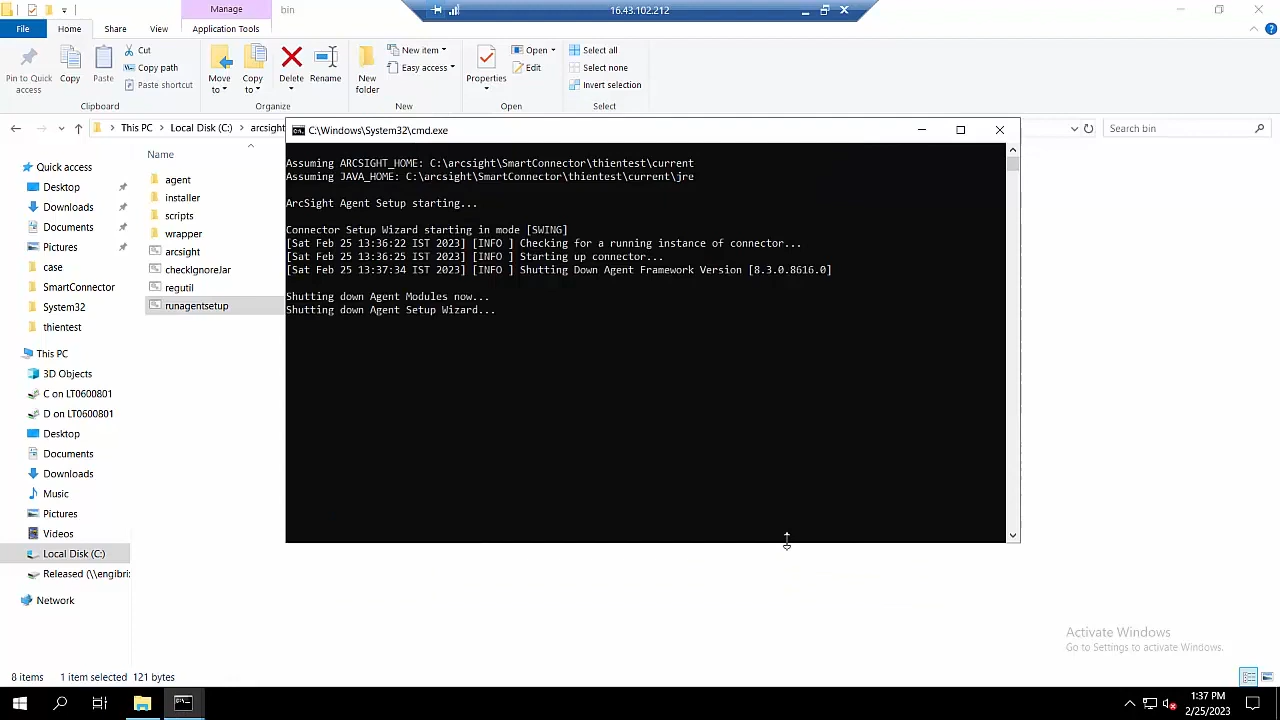 Manage
bin
16.43.102.212
File
Home
Share
View
Application Tools
Pin to Quick access
Copy
Paste
Cut
Copy path
Paste shortcut
Clipboard
Move to
Copy to
Delete
Rename
Organize
New folder
New item
Easy access
New
Properties
Open
Edit
Open
Select all
Select none
Invert selection
Select
This PC
Local Disk (C:)
arcsight
Search bin
C:\Windows\System32\cmd.exe
Assuming ARCSIGHT_HOME: C:\arcsight\SmartConnector\thientest\current
Assuming JAVA_HOME: C:\arcsight\SmartConnector\thientest\current\jre
ArcSight Agent Setup starting...
Connector Setup Wizard starting in mode [SWING]
[Sat Feb 25 13:36:22 IST 2023] [INFO ] Checking for a running instance of connector...
[Sat Feb 25 13:36:25 IST 2023] [INFO ] Starting up connector...
[Sat Feb 25 13:37:34 IST 2023] [INFO ] Shutting Down Agent Framework Version [8.3.0.8616.0]
Shutting down Agent Modules now...
Shutting down Agent Setup Wizard...
Quick access
Desktop
Downloads
Documents
Pictures
case
SmartConnector
System32
thientest
This PC
3D Objects
C on LT0600801
D on LT0600801
Desktop
Documents
Downloads
Music
Pictures
Videos
Local Disk (C:)
Released (\\engibri
Network
Name
agent
installer
scripts
wrapper
arcsight
checkIgnoreJar
regutil
runagentsetup
Activate Windows
Go to Settings to activate Windows.
8 items
1 item selected
121 bytes
1:37 PM
2/25/2023